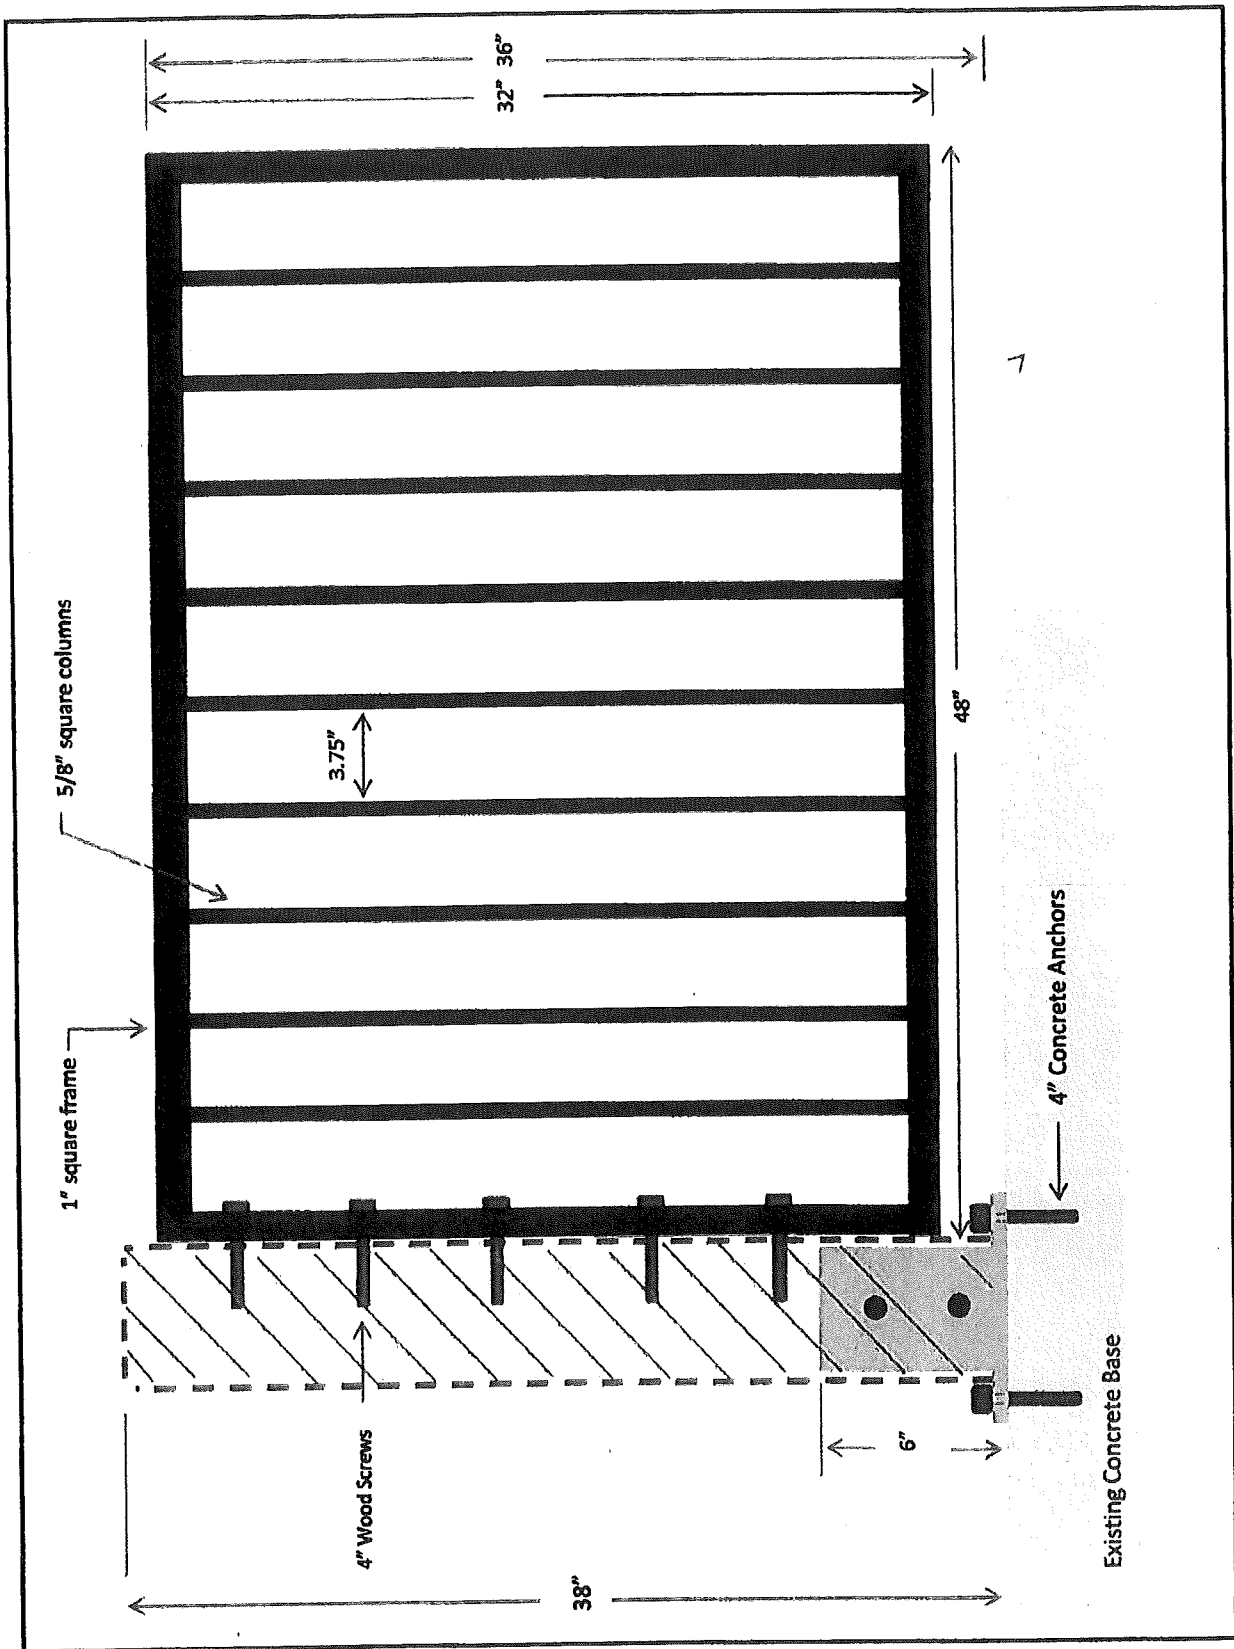 1” square frame
5/8” square columns
32”
36”
3.75”
4” Wood Screws
38”
6”
48”
4” Concrete Anchors
Existing Concrete Base